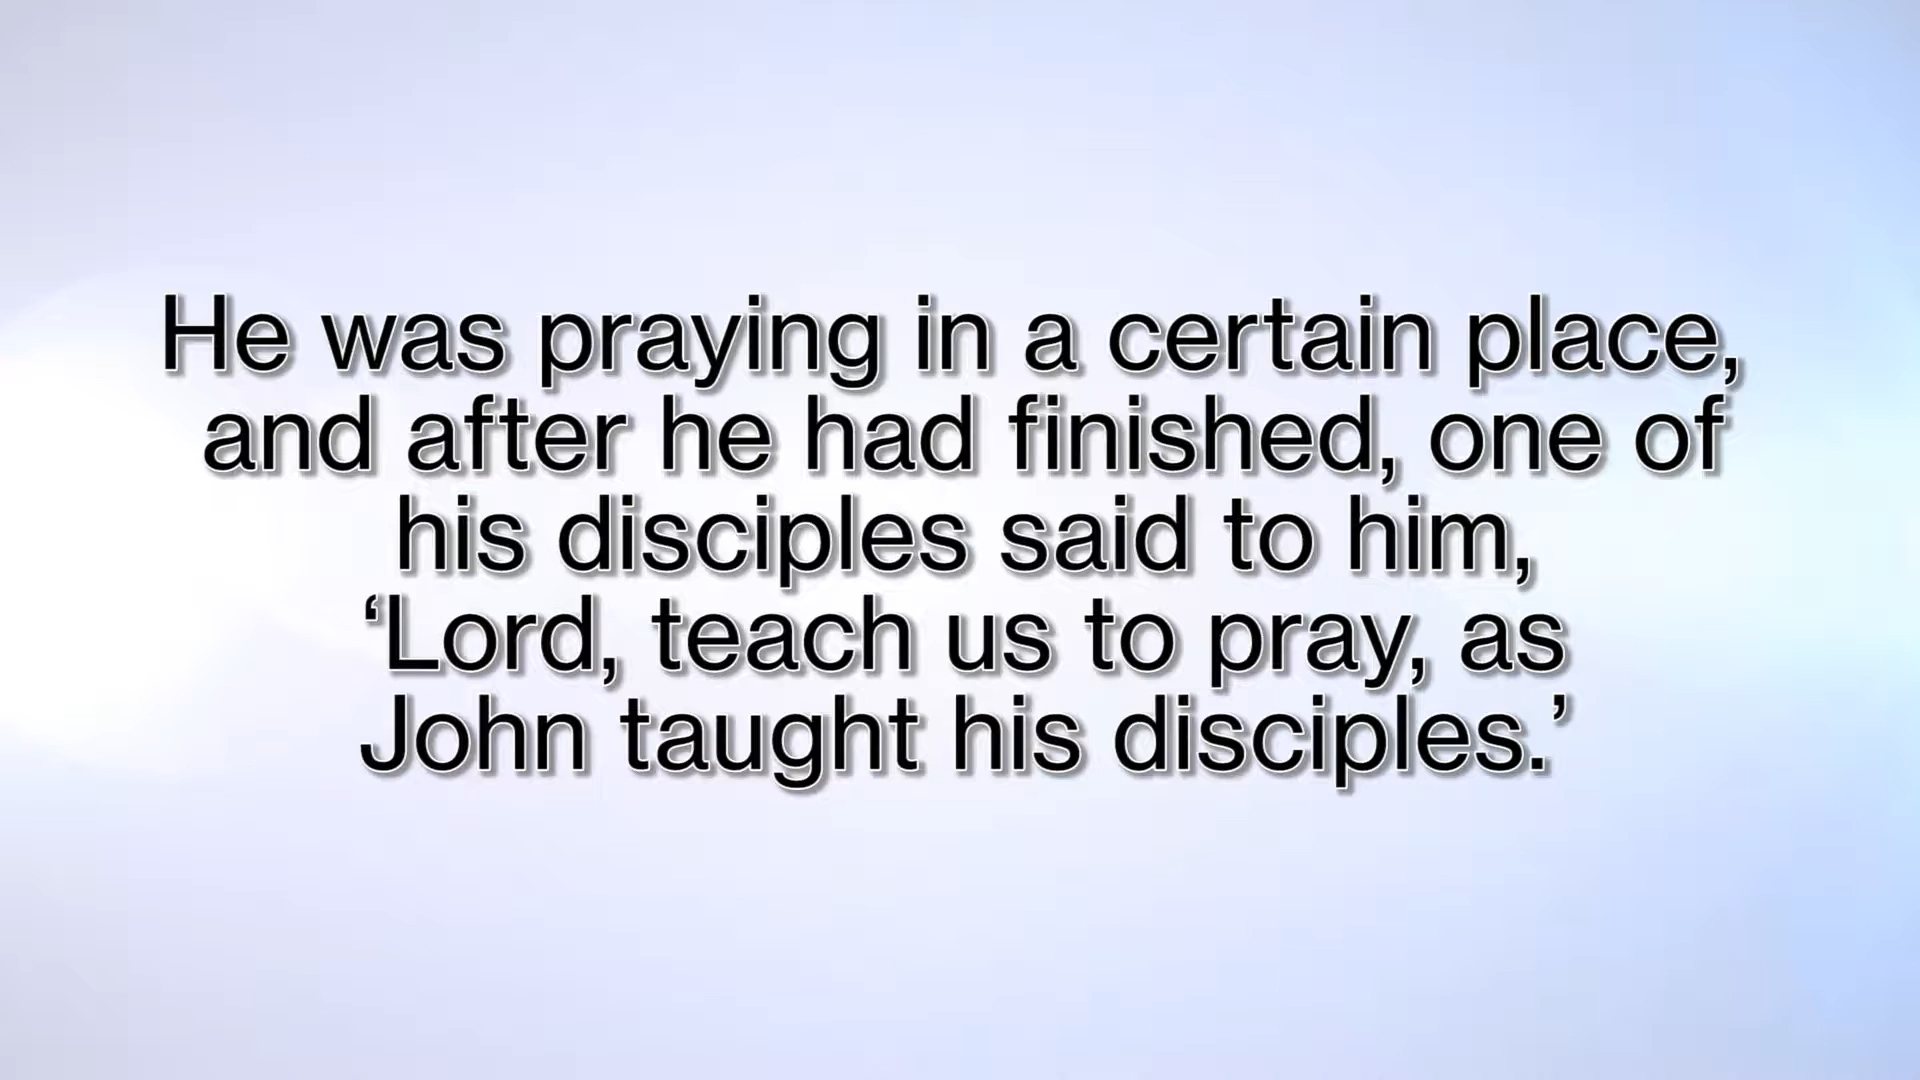 He was praying in a certain place,
and after he had finished, one of
his disciples said to him,
‘Lord, teach us to pray, as
John taught his disciples.’